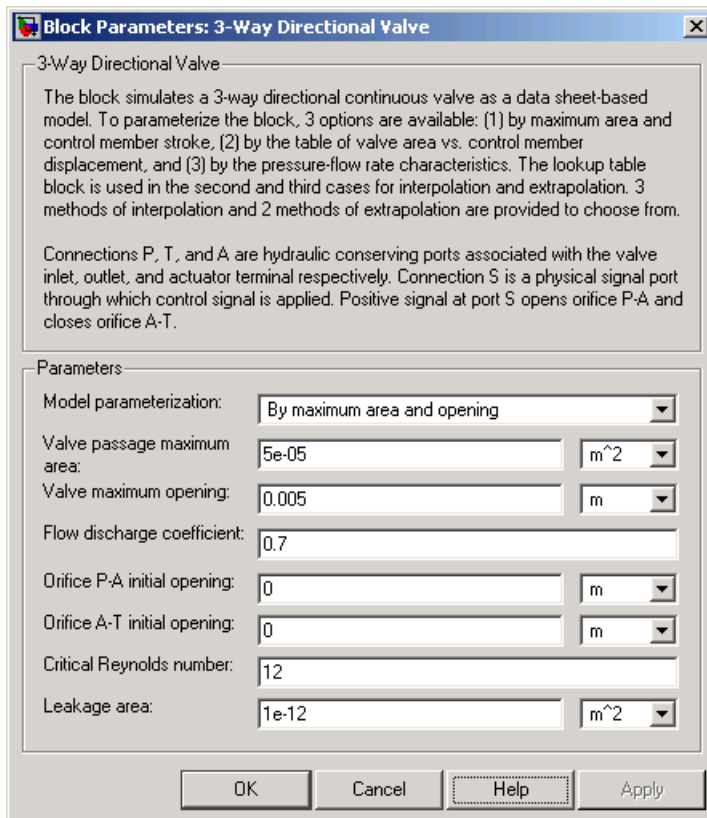 Block Parameters: 3-Way Directional Valve
3-Way Directional Valve
The block simulates a 3-way directional continuous valve as a data sheet-based
model. To parameterize the block, 3 options are available: (1) by maximum area and
control member stroke, (2) by the table of valve area vs. control member
displacement, and (3) by the pressure-flow rate characteristics. The lookup table
block is used in the second and third cases for interpolation and extrapolation. 3
methods of interpolation and 2 methods of extrapolation are provided to choose from.
Connections P, T, and A are hydraulic conserving ports associated with the valve
inlet, outlet, and actuator terminal respectively. Connection S is a physical signal port
through which control signal is applied. Positive signal at port S opens orifice P-A and
closes orifice A-T.
Parameters
Model parameterization: By maximum area and opening
Valve passage maximum
area: 5e-05 m^2
Valve maximum opening: 0.005 m
Flow discharge coefficient: 0.7
Orifice P-A initial opening: 0 m
Orifice A-T initial opening: 0 m
Critical Reynolds number: 12
Leakage area: 1e-12 m^2
OK Cancel Help Apply